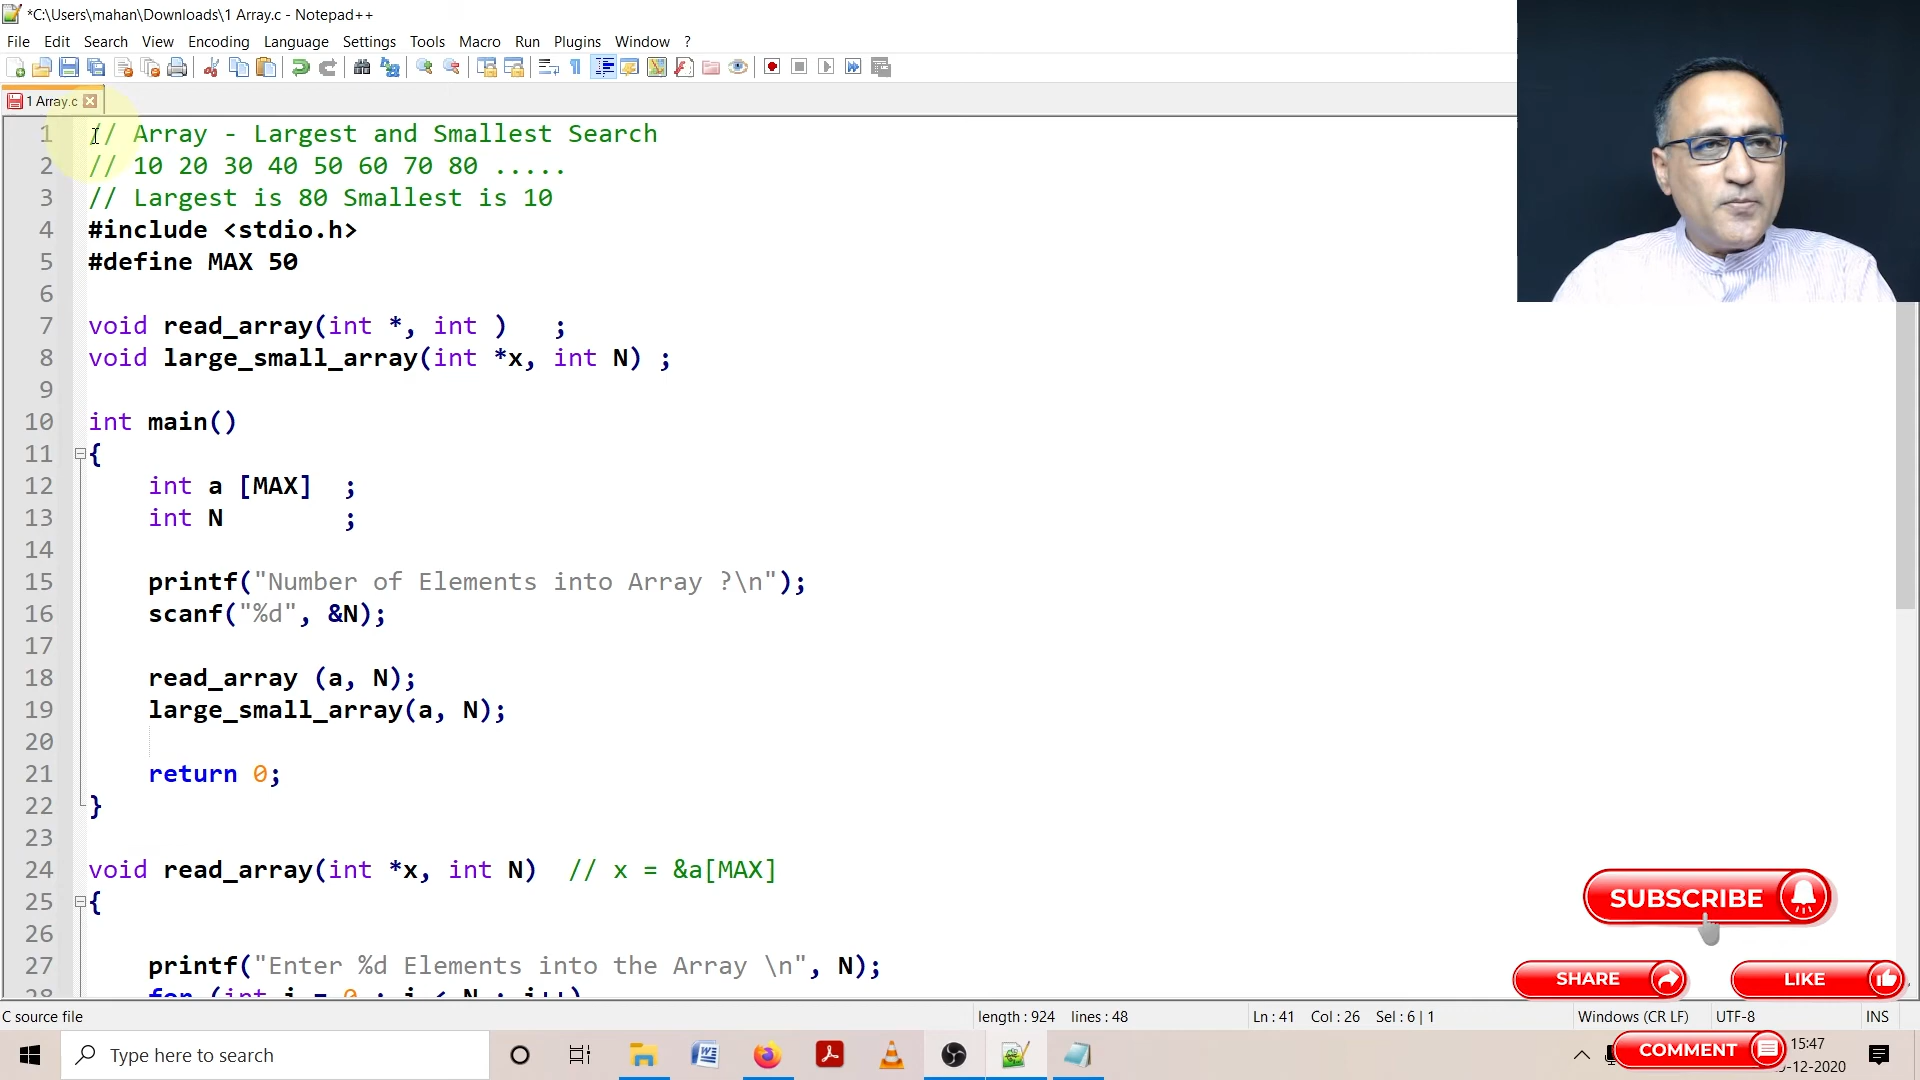 *C:\Users\mahan\Downloads\1 Array.c - Notepad++
File Edit Search View Encoding Language Settings Tools Macro Run Plugins Window ?
1 Array.c
1 // Array - Largest and Smallest Search
2 // 10 20 30 40 50 60 70 80 .....
3 // Largest is 80 Smallest is 10
4 #include <stdio.h>
5 #define MAX 50
6
7 void read_array(int *, int ) ;
8 void large_small_array(int *x, int N) ;
9
10 int main()
11 {
12 int a [MAX] ;
13 int N ;
14
15 printf("Number of Elements into Array ?\n");
16 scanf("%d", &N);
17
18 read_array (a, N);
19 large_small_array(a, N);
20
21 return 0;
22 }
23
24 void read_array(int *x, int N) // x = &a[MAX]
25 {
26
27 printf("Enter %d Elements into the Array \n", N);
28 for (int i = 0 ; i < N ; i++)
SUBSCRIBE
SHARE LIKE
C source file length : 924 lines : 48 Ln : 41 Col : 26 Sel : 6 | 1 Windows (CR LF) UTF-8 INS
Type here to search
COMMENT
15:47
-12-2020